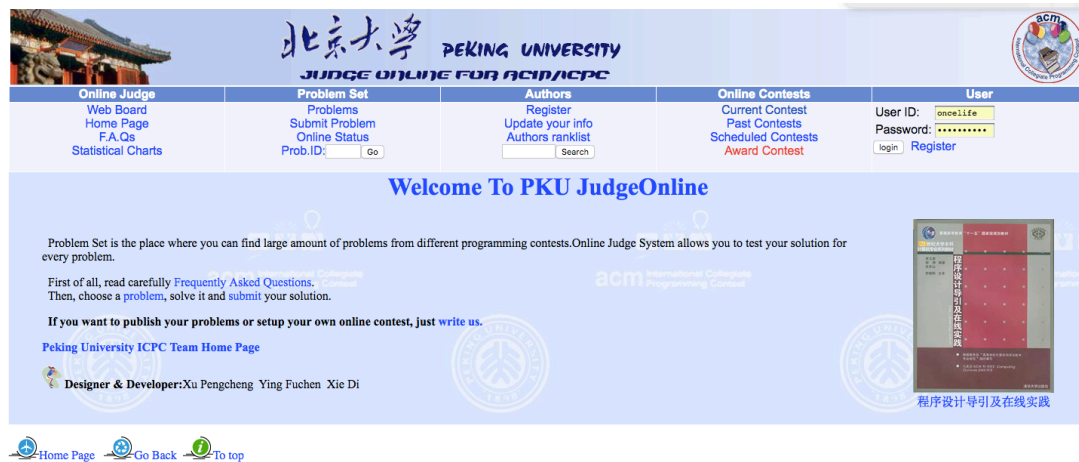 北京大学 PEKING UNIVERSITY
JUDGE ONLINE FOR ACM/ICPC
acm
Online Judge Problem Set Authors Online Contests User
Web Board Problems Register Current Contest User ID: oncelife
Home Page Submit Problem Update your info Past Contests Password: ••••••••••
F.A.Qs Online Status Authors ranklist Scheduled Contests login Register
Statistical Charts Prob.ID: Go Search Award Contest
Welcome To PKU JudgeOnline
Problem Set is the place where you can find large amount of problems from different programming contests.Online Judge System allows you to test your solution for
every problem.
First of all, read carefully Frequently Asked Questions.
Then, choose a problem, solve it and submit your solution.
If you want to publish your problems or setup your own online contest, just write us.
Peking University ICPC Team Home Page
Designer & Developer:Xu Pengcheng Ying Fuchen Xie Di
acm International Collegiate
Programming Contest
程序设计导引及在线实践
程序设计导引及在线实践
Home Page Go Back To top